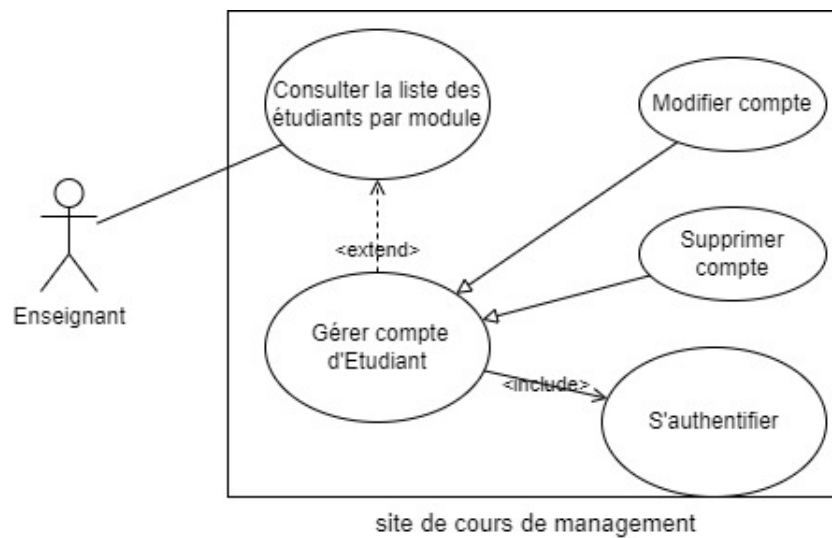 Consulter la liste des
étudiants par module
Modifier compte
<extend>
Supprimer
compte
Enseignant
Gérer compte
d'Etudiant
<include>
S'authentifier
site de cours de management